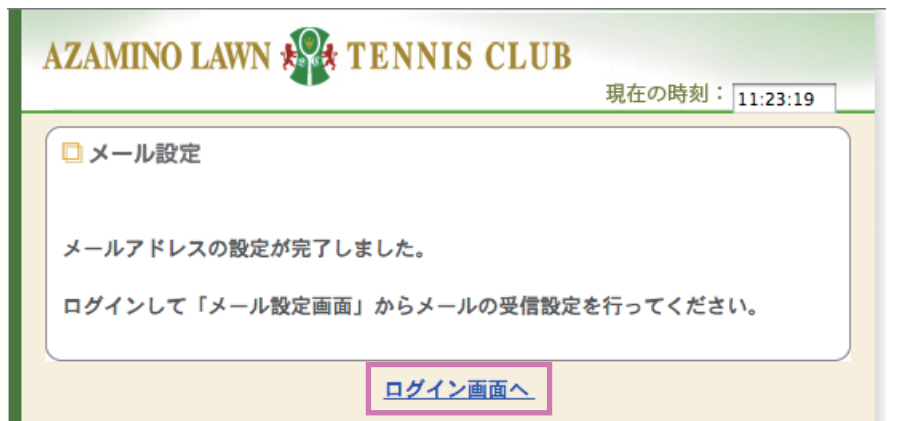 AZAMINO LAWN TENNIS CLUB
現在の時刻：11:23:19
メール設定
メールアドレスの設定が完了しました。
ログインして「メール設定画面」からメールの受信設定を行ってください。
ログイン画面へ